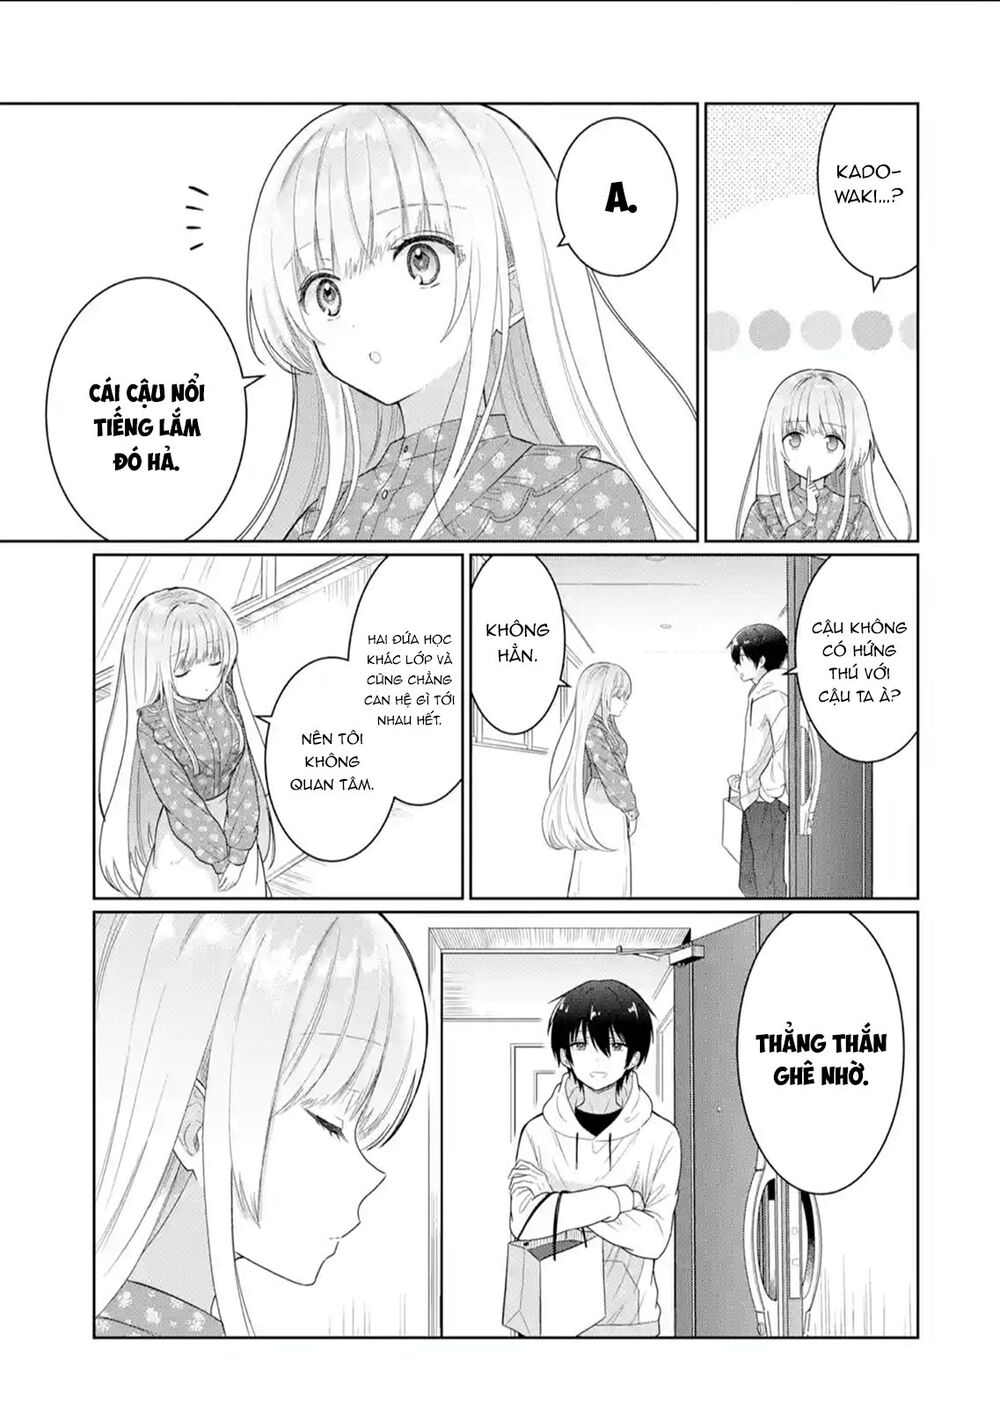 KADO-
WAKI...?
A.
CÁI CẬU NỔI
TIẾNG LẮM
ĐÓ HẢ.
CẬU KHÔNG
CÓ HỨNG
THÚ VỚI
CẬU TA À?
KHÔNG
HẲN.
HAI ĐỨA HỌC
KHÁC LỚP VÀ
CŨNG CHẲNG
CAN HỆ GÌ TỚI
NHAU HẾT.
NÊN TÔI
KHÔNG
QUAN TÂM.
THẲNG THẮN
GHÊ NHỜ.